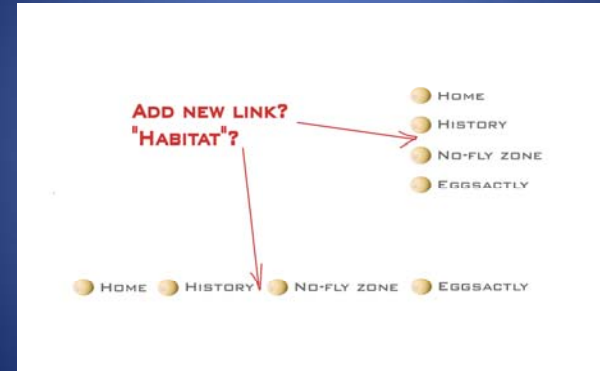 HOME
ADD NEW LINK?
"HABITAT"?
HISTORY
NO-FLY ZONE
EGGSACTLY
HOME HISTORY NO-FLY ZONE EGGSACTLY